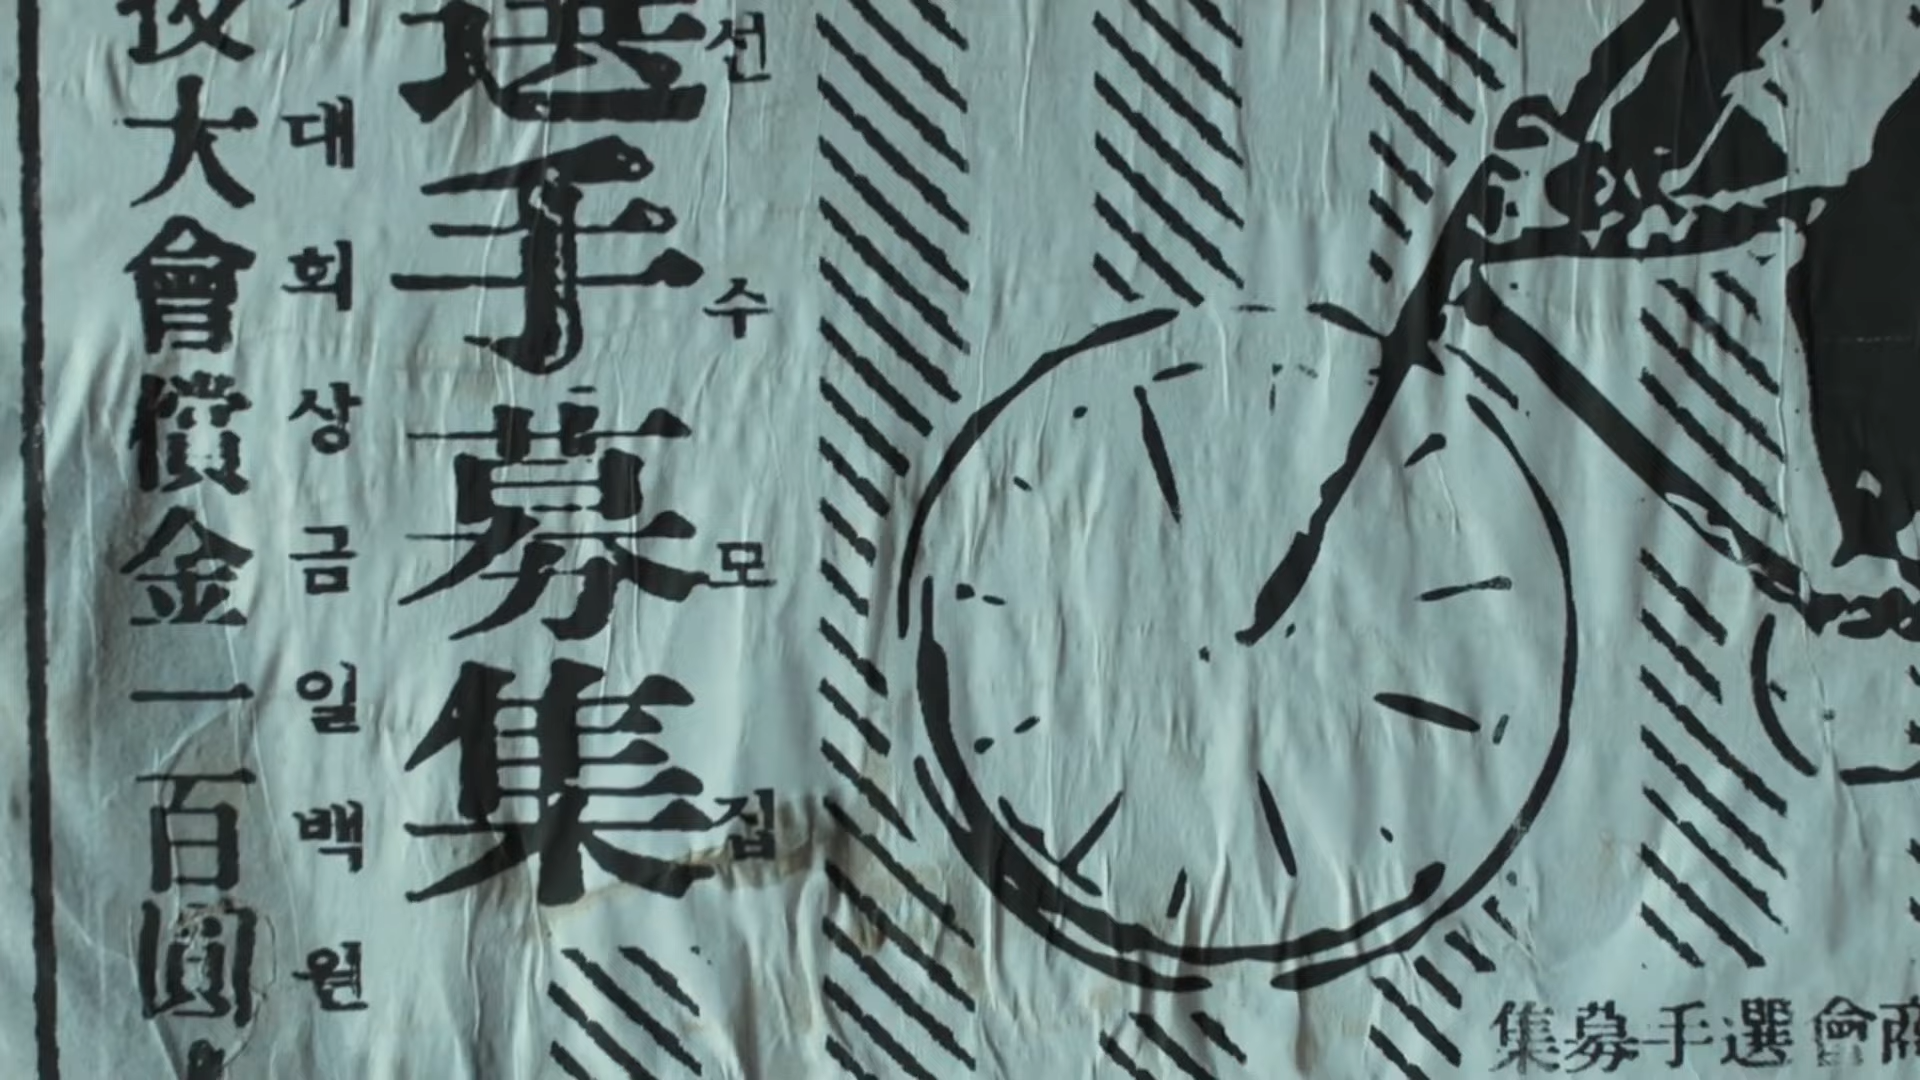 選手募集
선수모집
技大會償金一百圓
기대회상금일백원
商會選手募集